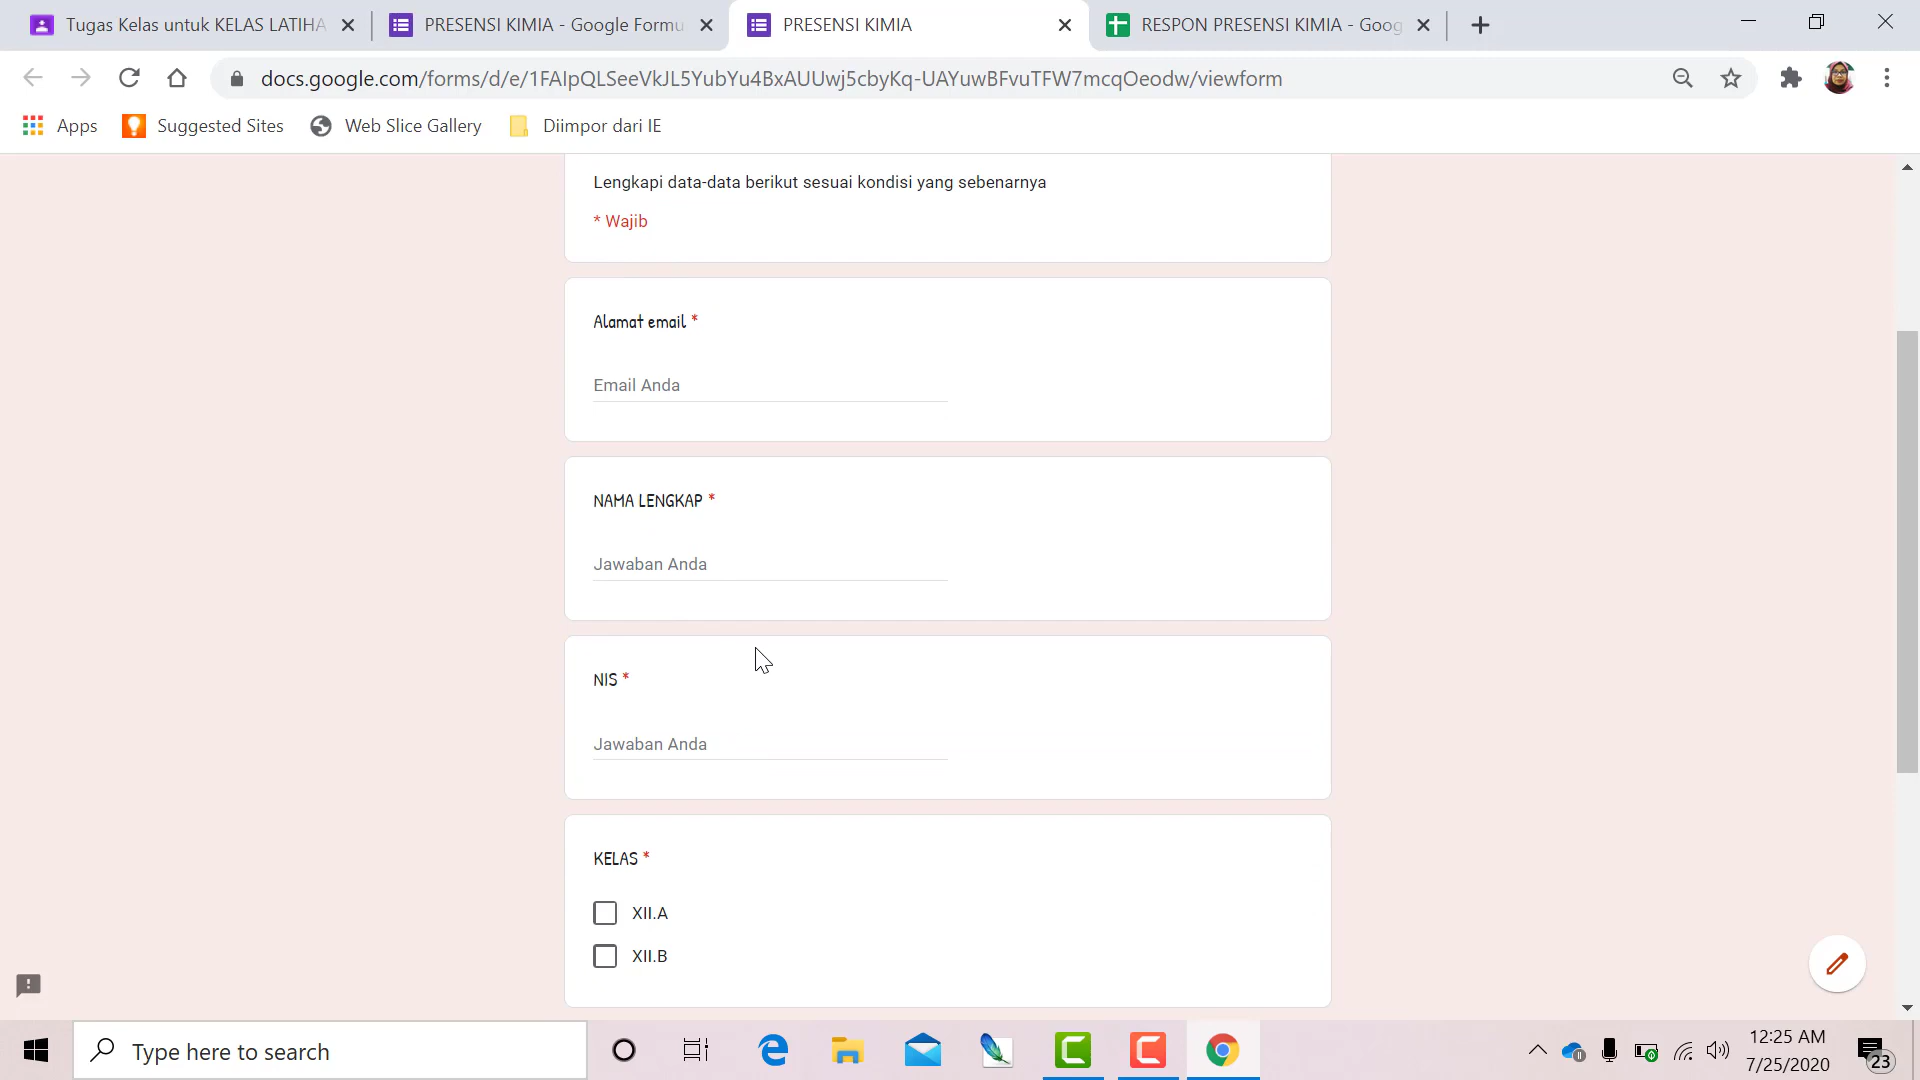 Tugas Kelas untuk KELAS LATIHA
PRESENSI KIMIA - Google Formu
PRESENSI KIMIA
RESPON PRESENSI KIMIA - Goog
docs.google.com/forms/d/e/1FAIpQLSeeVkJL5YubYu4BxAUUwj5cbyKq-UAYuwBFvuTFW7mcqOeodw/viewform
Apps
Suggested Sites
Web Slice Gallery
Diimpor dari IE
Lengkapi data-data berikut sesuai kondisi yang sebenarnya
* Wajib
Alamat email *
Email Anda
NAMA LENGKAP *
Jawaban Anda
NIS *
Jawaban Anda
KELAS *
XII.A
XII.B
Type here to search
12:25 AM
7/25/2020
23